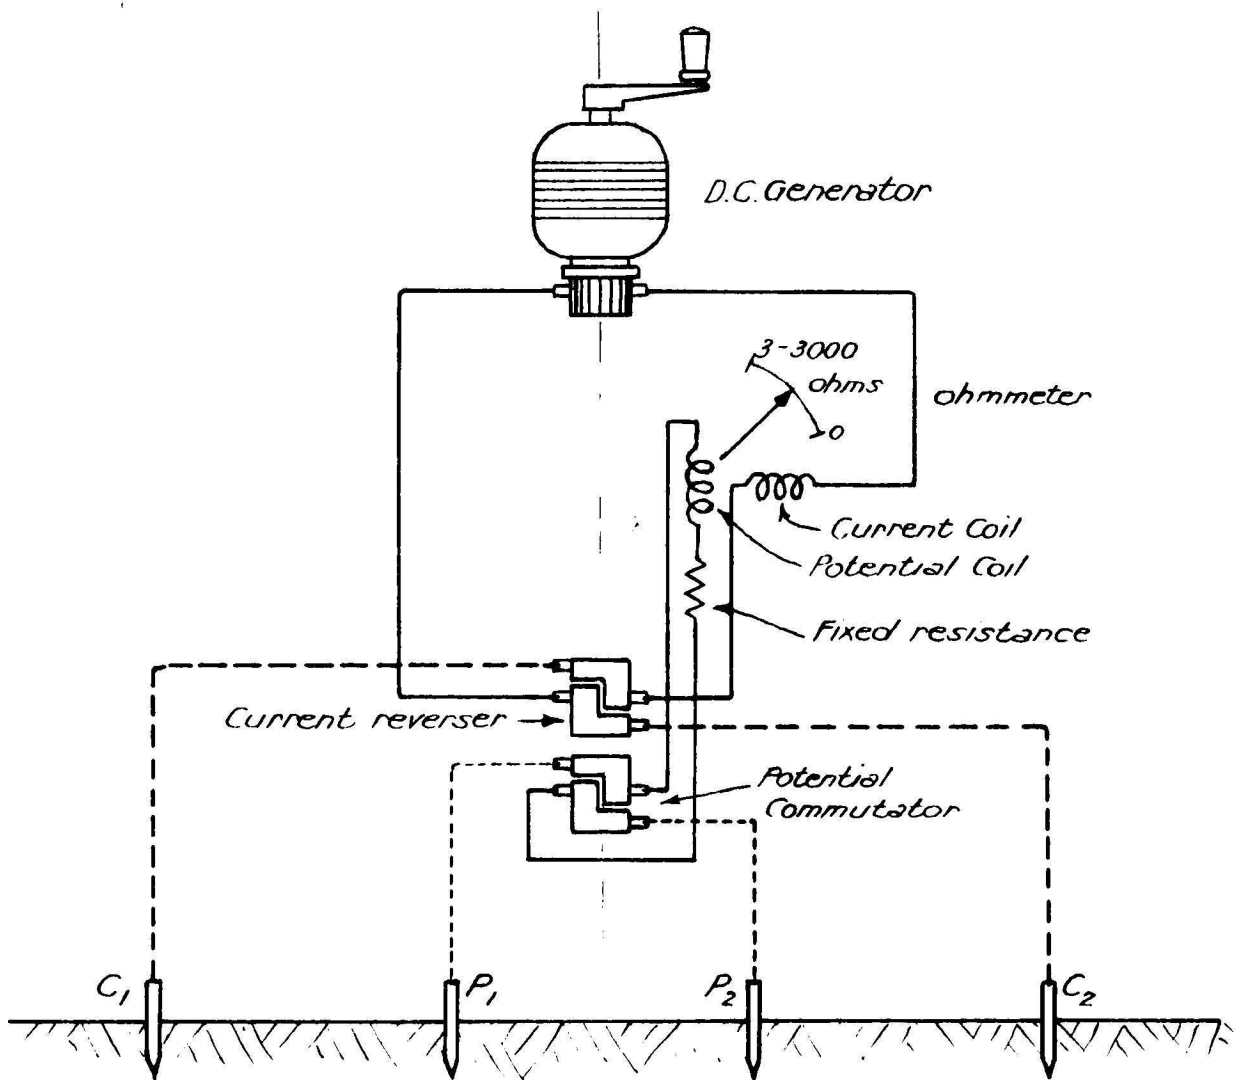 D.C. Generator
3-3000
ohms
0
ohmmeter
Current Coil
Potential Coil
Fixed resistance
Current reverser
Potential
Commutator
C₁
P₁
P₂
C₂